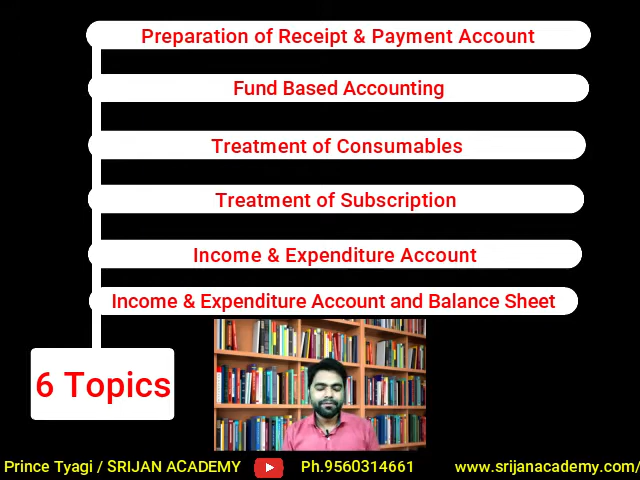 Preparation of Receipt & Payment Account
Fund Based Accounting
Treatment of Consumables
Treatment of Subscription
Income & Expenditure Account
Income & Expenditure Account and Balance Sheet
6 Topics
Prince Tyagi / SRIJAN ACADEMY Ph.9560314661 www.srijanacademy.com/